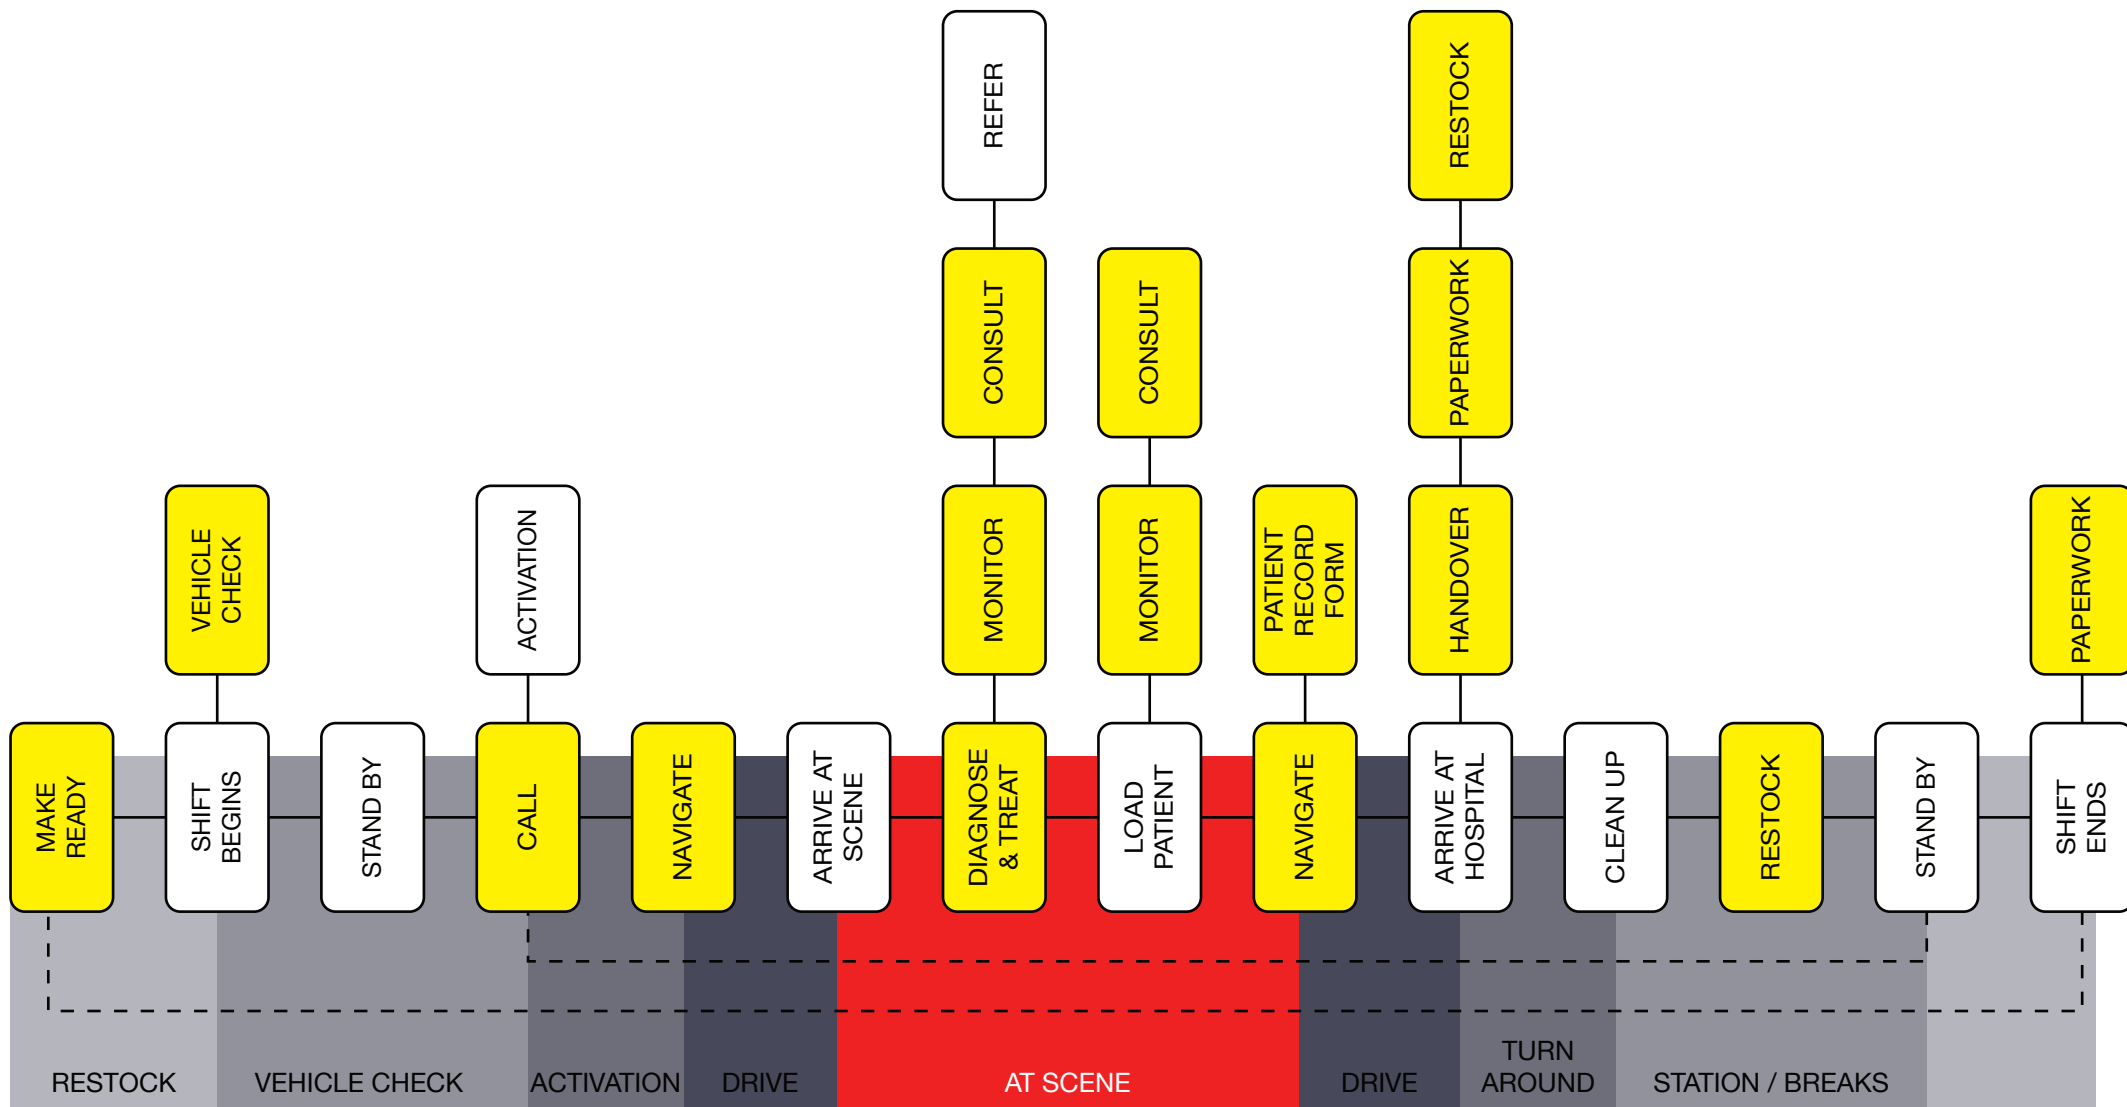 REFER
RESTOCK
CONSULT
CONSULT
PAPERWORK
VEHICLE
CHECK
ACTIVATION
MONITOR
MONITOR
PATIENT
RECORD
FORM
HANDOVER
PAPERWORK
MAKE
READY
SHIFT
BEGINS
STAND BY
CALL
NAVIGATE
ARRIVE AT
SCENE
DIAGNOSE
& TREAT
LOAD
PATIENT
NAVIGATE
ARRIVE AT
HOSPITAL
CLEAN UP
RESTOCK
STAND BY
SHIFT
ENDS
RESTOCK
VEHICLE CHECK
ACTIVATION
DRIVE
AT SCENE
DRIVE
TURN
AROUND
STATION / BREAKS